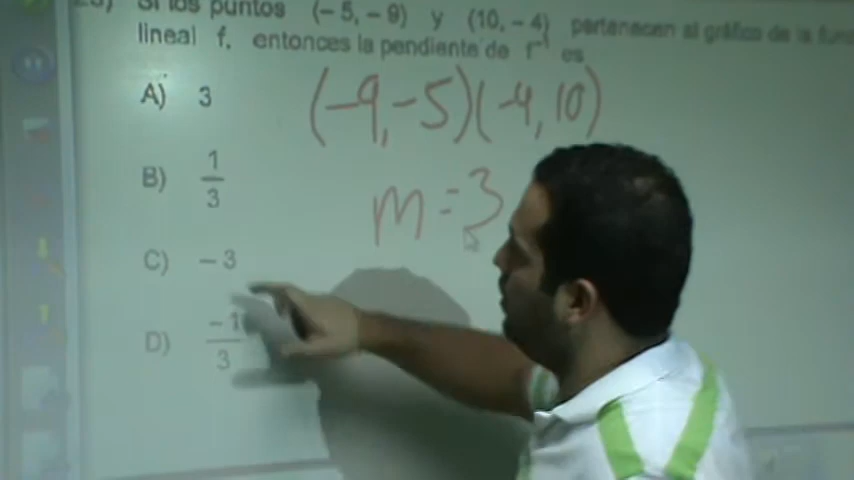 Si los puntos (– 5, – 9) y (10, – 4) pertenecen al gráfico de la
lineal f, entonces la pendiente de f⁻¹ es
A) 3
(-9,-5)(-4,10)
B) 1/3
m=3
C) – 3
D) –1/3